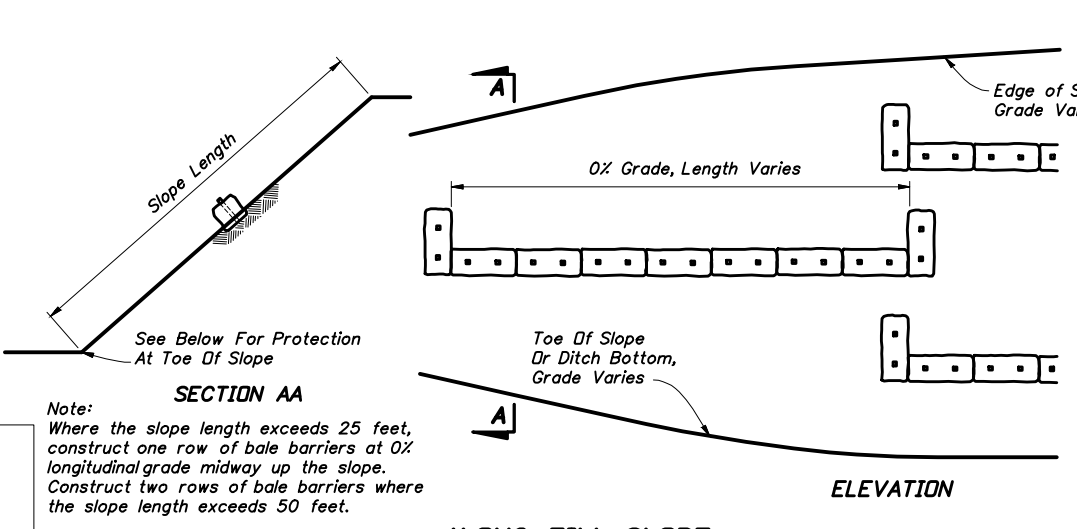 A
Edge of
Grade
0% Grade, Length Varies
Slope Length
See Below For Protection
At Toe Of Slope
Toe Of Slope
Or Ditch Bottom,
Grade Varies
SECTION AA
A
Note:
Where the slope length exceeds 25 feet,
construct one row of bale barriers at 0%
longitudinal grade midway up the slope.
Construct two rows of bale barriers where
the slope length exceeds 50 feet.
ELEVATION